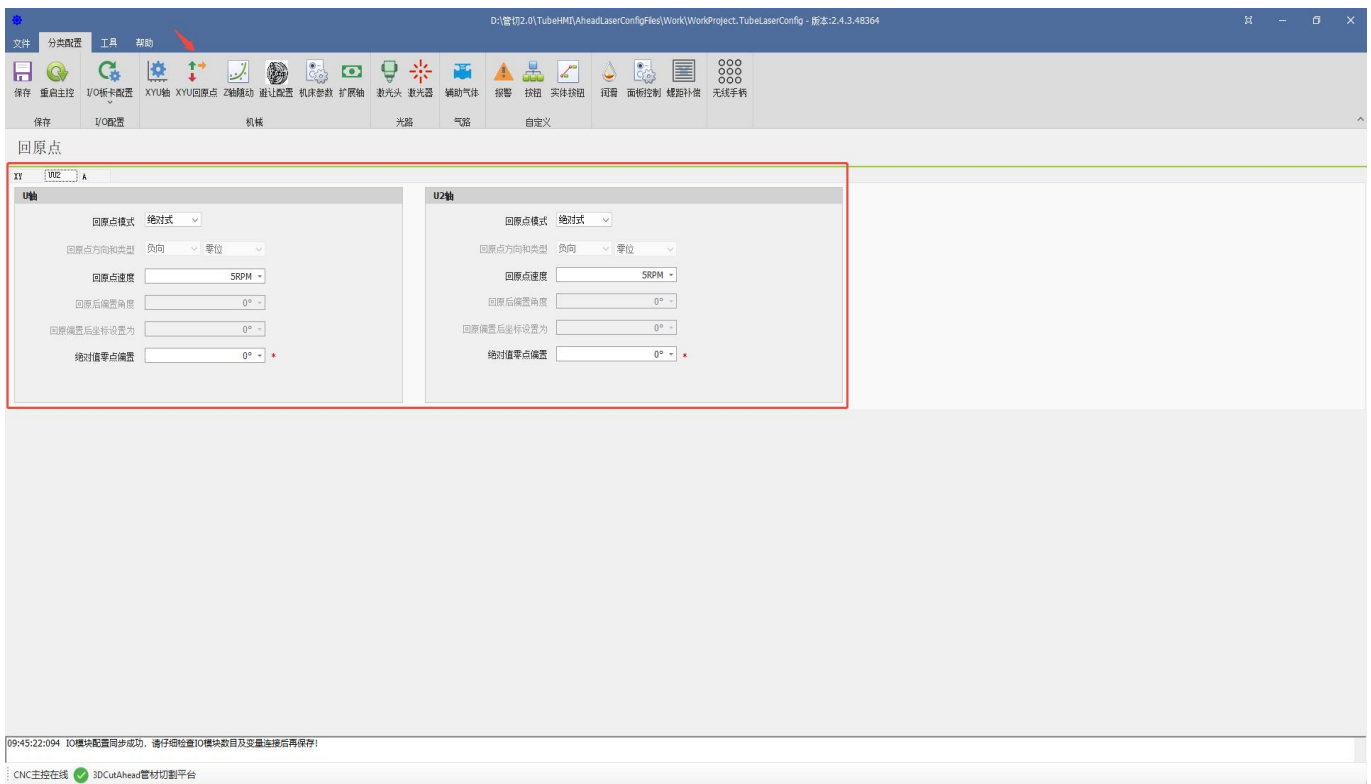 D:\管切2.0\TubeHMI\AheadLaserConfigFiles\Work\WorkProject.TubeLaserConfig - 版本:2.4.3.48364
文件 分类配置 工具 帮助
保存 重启主控 I/O板卡配置 XYU轴 XYU回原点 Z轴随动 避让配置 机床参数 扩展轴 激光头 激光器 辅助气体 报警 按钮 实体按钮 润滑 面板控制 螺距补偿 无线手柄
保存 I/O配置 机械 光路 气路 自定义
回原点
XY UU2 A
U轴 U2轴
回原点模式 绝对式 回原点模式 绝对式
回原点方向和类型 负向 零位 回原点方向和类型 负向 零位
回原点速度 5RPM 回原点速度 5RPM
回原后偏置角度 0° 回原后偏置角度 0°
回原偏置后坐标设置为 0° 回原偏置后坐标设置为 0°
绝对值零点偏置 0° * 绝对值零点偏置 0° *
09:45:22:094 IO模块配置同步成功, 请仔细检查IO模块数目及变量连接后再保存!
CNC主控在线 3DCutAhead管材切割平台